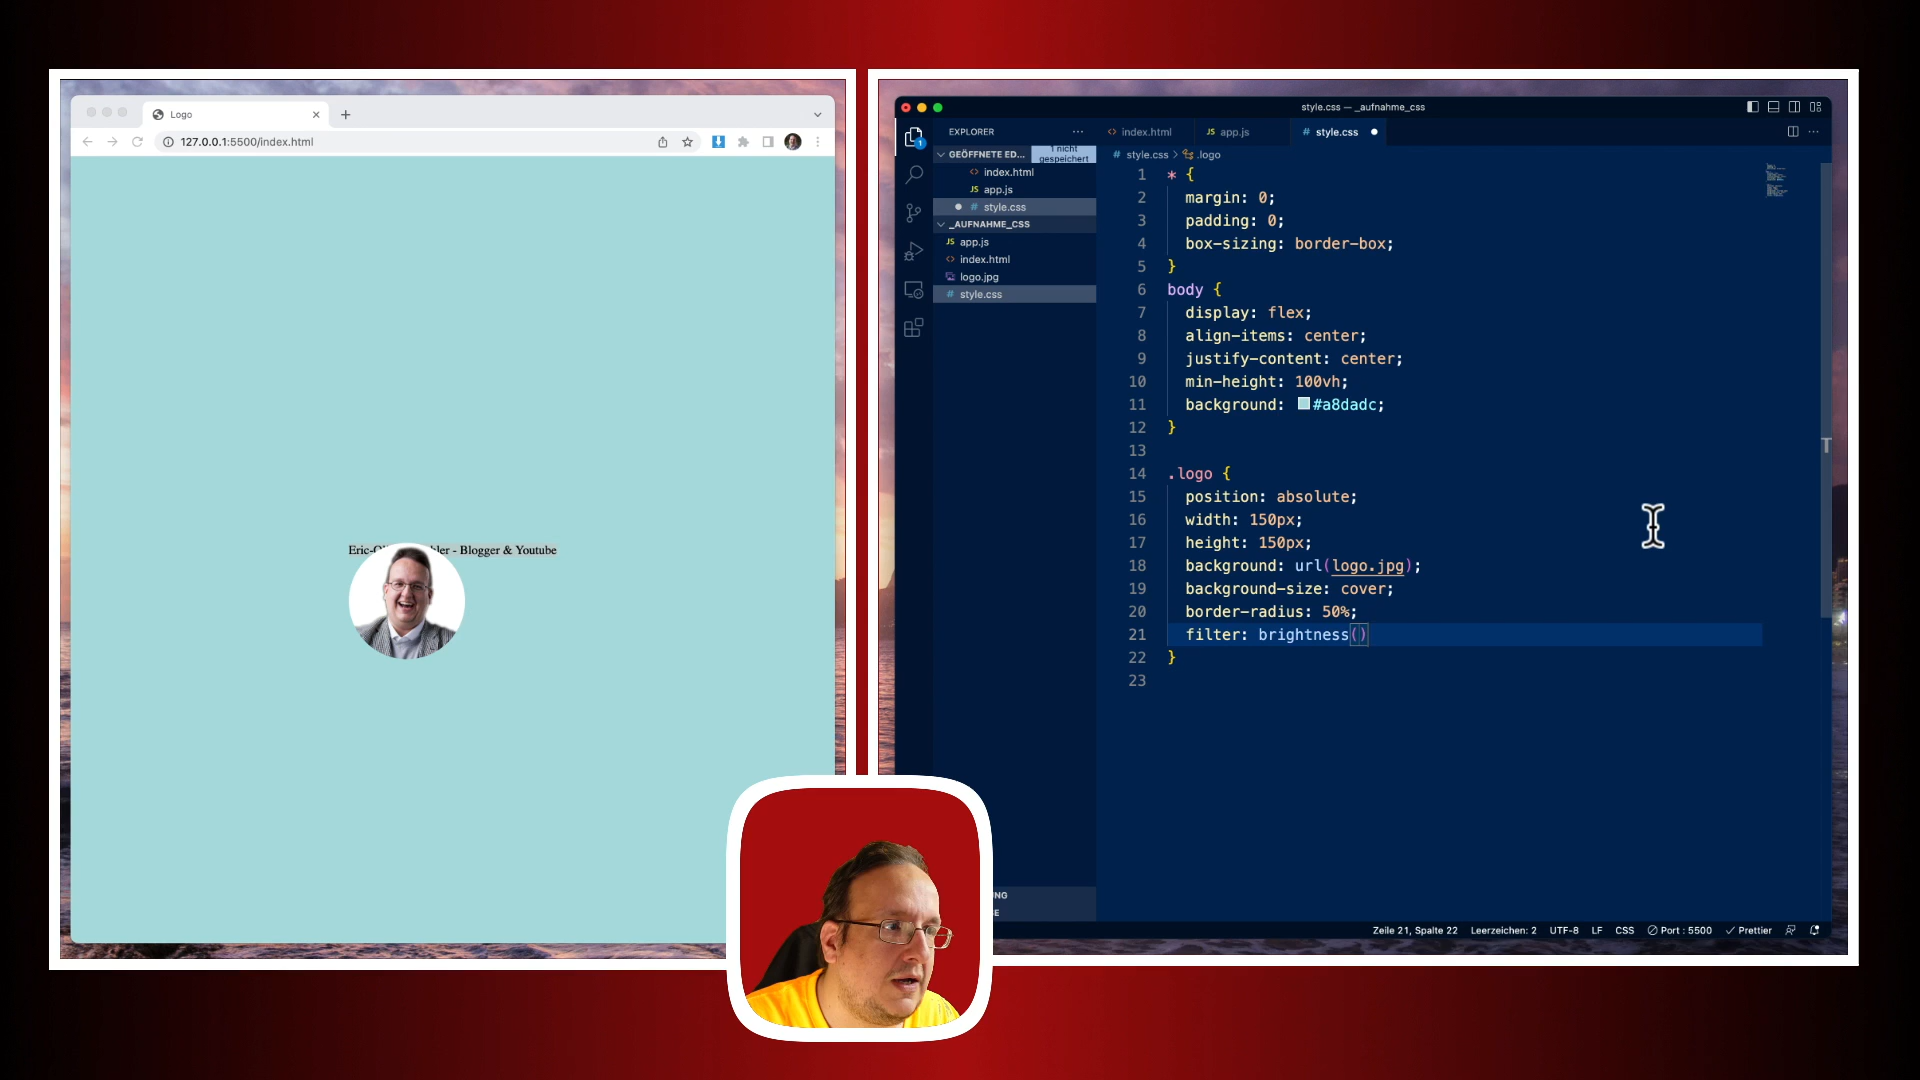 Logo
127.0.0.1:5500/index.html
Eric-O
ler - Blogger & Youtube
style.css — _aufnahme_css
EXPLORER
index.html
app.js
style.css
GEÖFFNETE ED...
1 nicht gespeichert
index.html
app.js
style.css
_AUFNAHME_CSS
app.js
index.html
logo.jpg
style.css
style.css > .logo
1 * {
2 margin: 0;
3 padding: 0;
4 box-sizing: border-box;
5 }
6 body {
7 display: flex;
8 align-items: center;
9 justify-content: center;
10 min-height: 100vh;
11 background: #a8dadc;
12 }
13
14 .logo {
15 position: absolute;
16 width: 150px;
17 height: 150px;
18 background: url(logo.jpg);
19 background-size: cover;
20 border-radius: 50%;
21 filter: brightness()
22 }
23
NG
E
Zeile 21, Spalte 22 Leerzeichen: 2 UTF-8 LF CSS Port : 5500 Prettier